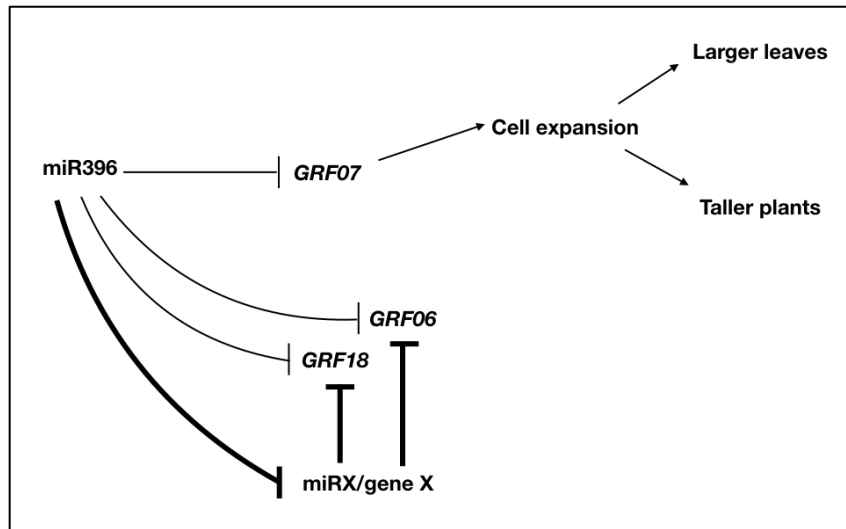 Larger leaves
Cell expansion
miR396
GRF07
Taller plants
GRF06
GRF18
miRX/gene X